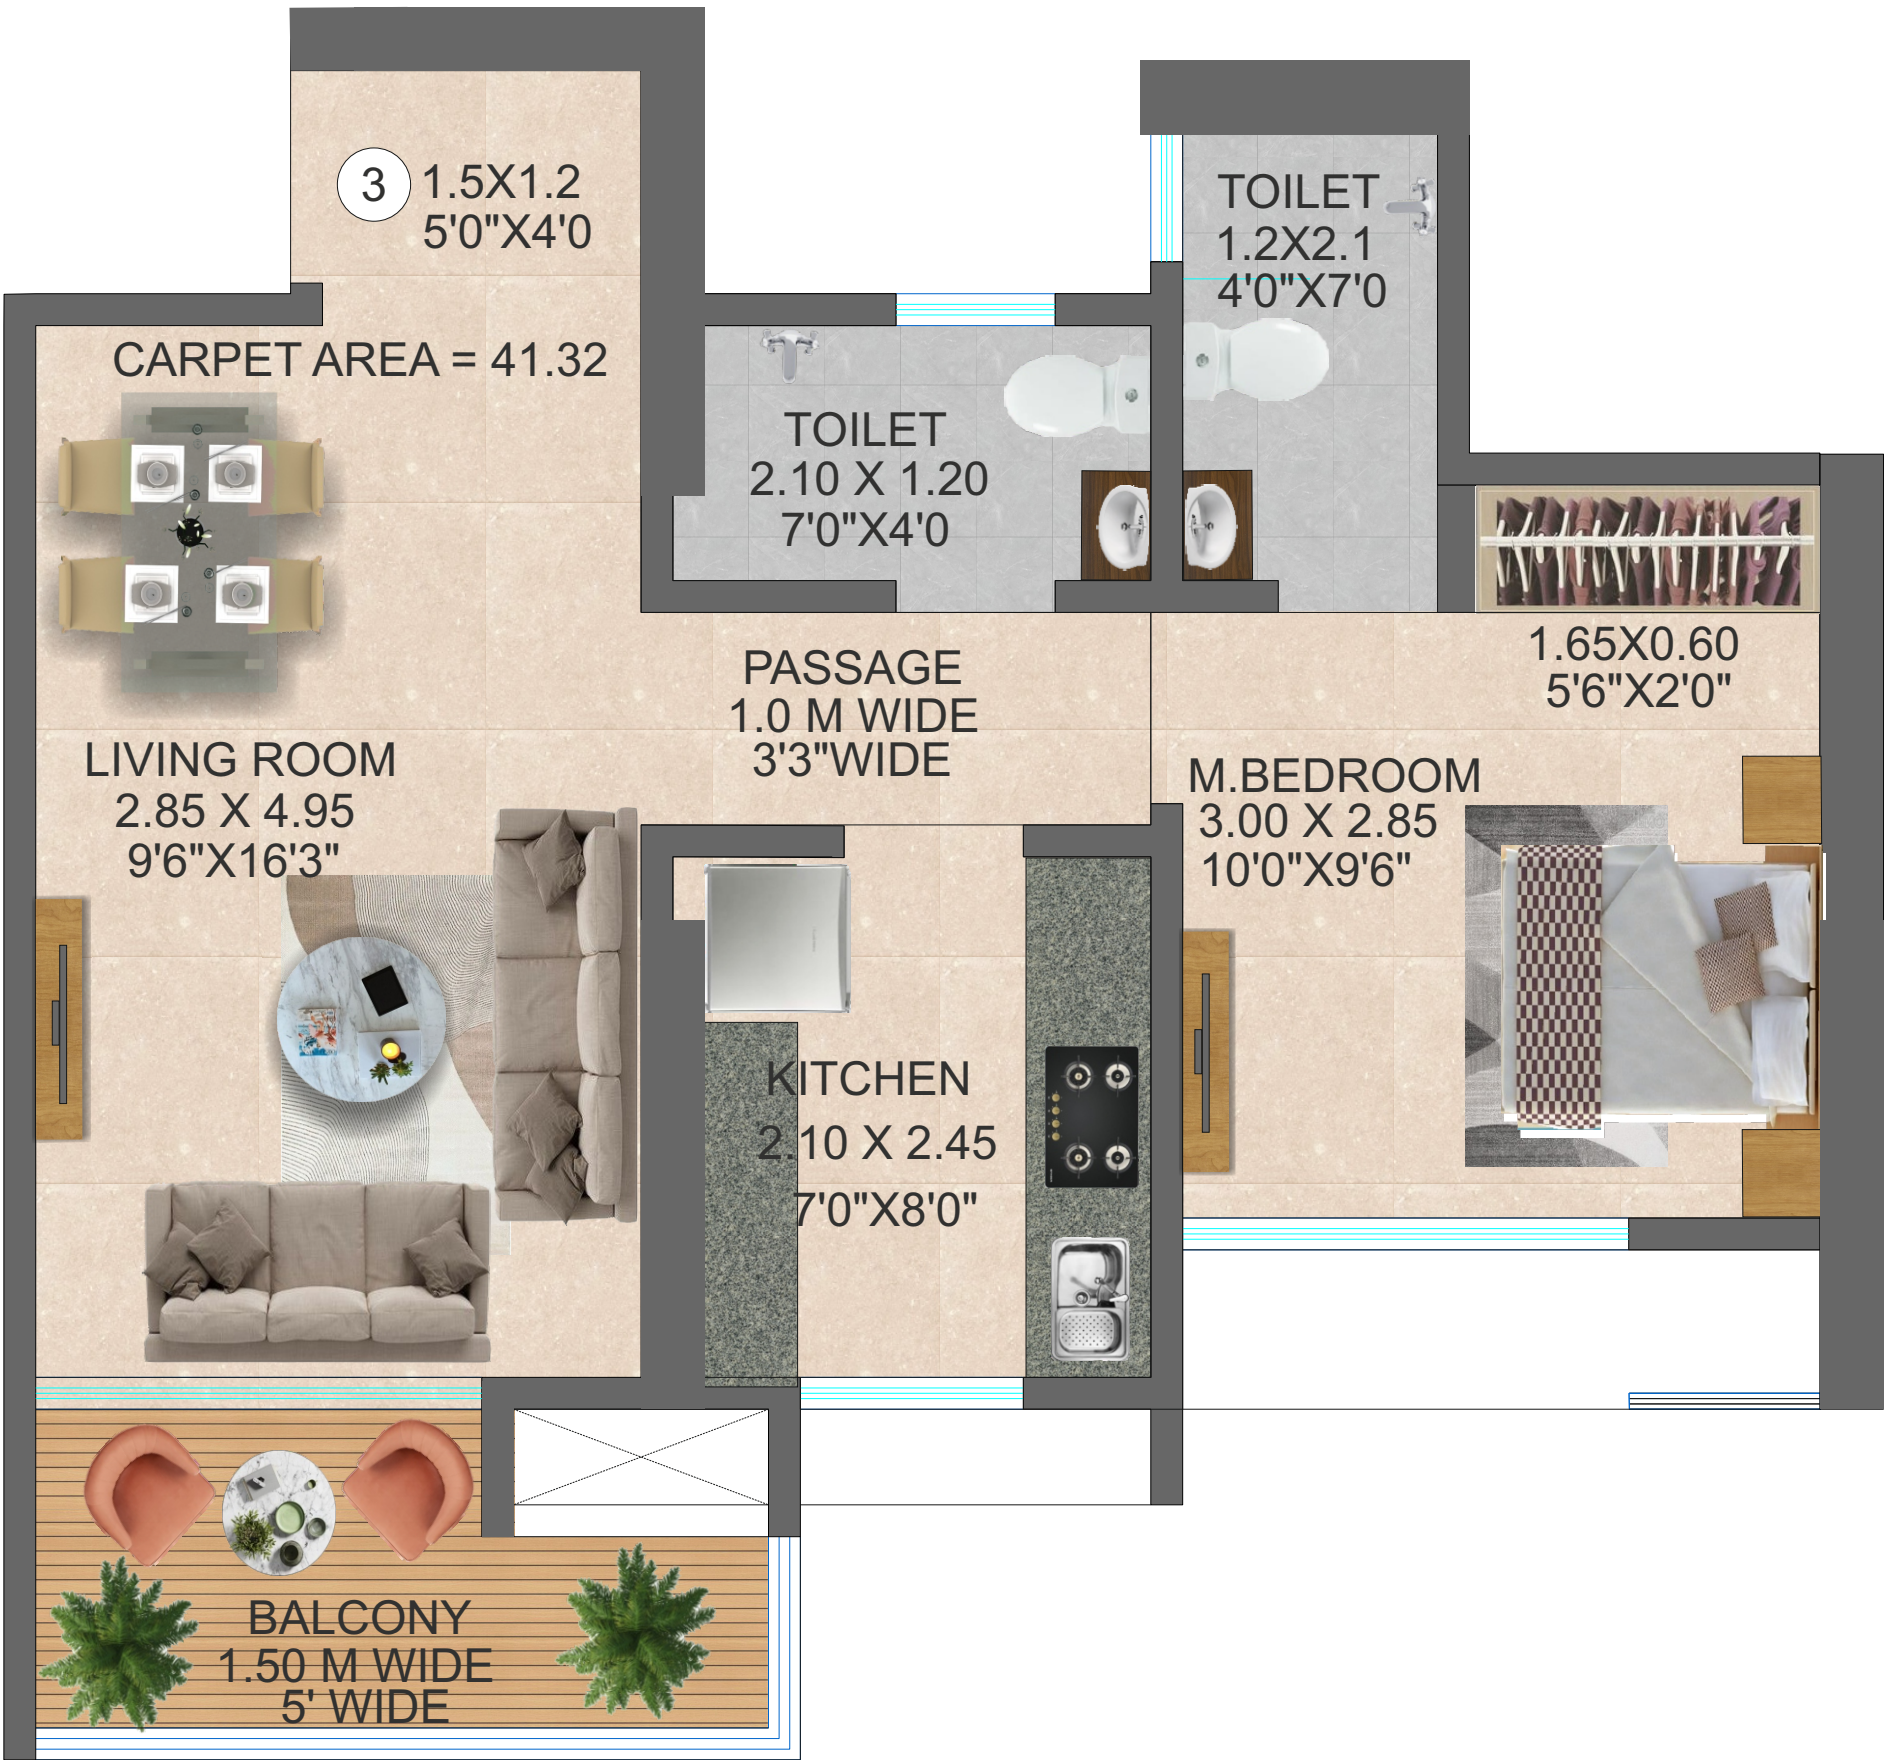 3
1.5X1.2
5'0"X4'0
TOILET
1.2X2.1
4'0"X7'0
CARPET AREA = 41.32
TOILET
2.10 X 1.20
7'0"X4'0
1.65X0.60
5'6"X2'0"
PASSAGE
1.0 M WIDE
3'3"WIDE
LIVING ROOM
2.85 X 4.95
9'6"X16'3"
M.BEDROOM
3.00 X 2.85
10'0"X9'6"
KITCHEN
2.10 X 2.45
7'0"X8'0"
BALCONY
1.50 M WIDE
5' WIDE